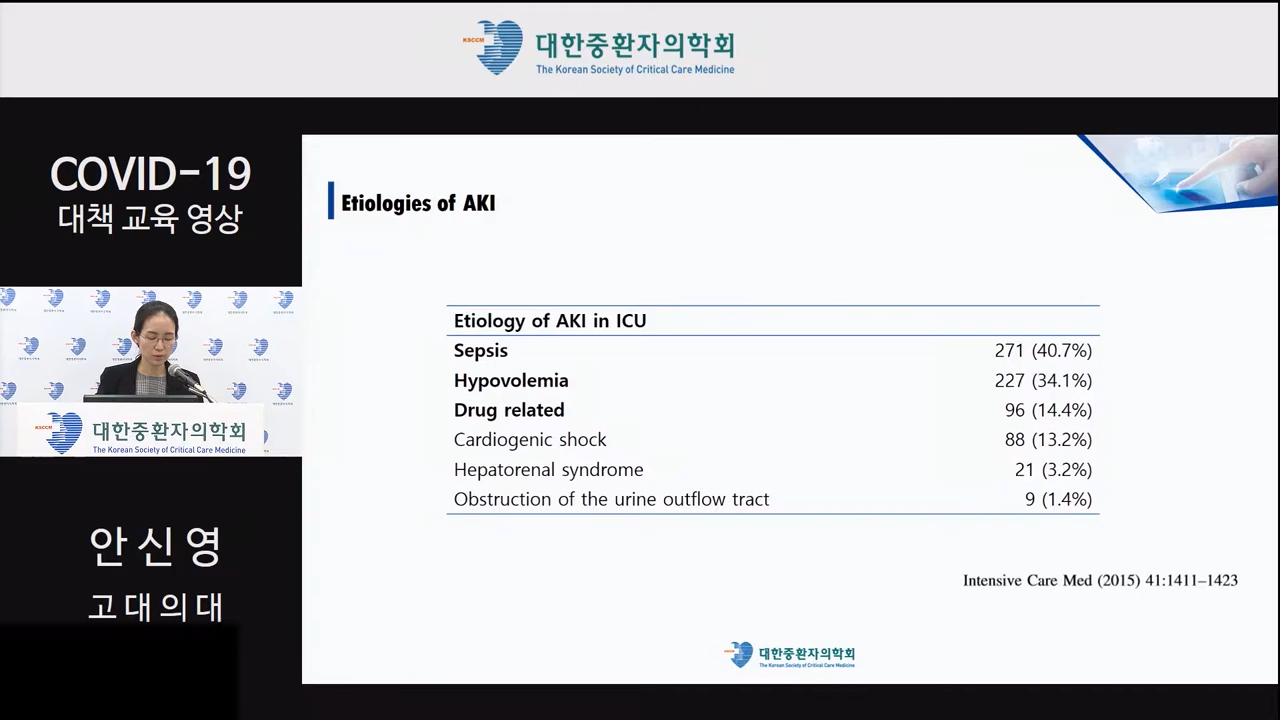 KSCCM
대한중환자의학회
The Korean Society of Critical Care Medicine
COVID-19
대책 교육 영상
KSCCM
대한중환자의학회
The Korean Society of Critical Care Medicine
안신영
고대의대
Etiologies of AKI
Etiology of AKI in ICU
Sepsis 271 (40.7%)
Hypovolemia 227 (34.1%)
Drug related 96 (14.4%)
Cardiogenic shock 88 (13.2%)
Hepatorenal syndrome 21 (3.2%)
Obstruction of the urine outflow tract 9 (1.4%)
Intensive Care Med (2015) 41:1411–1423
대한중환자의학회
The Korean Society of Critical Care Medicine